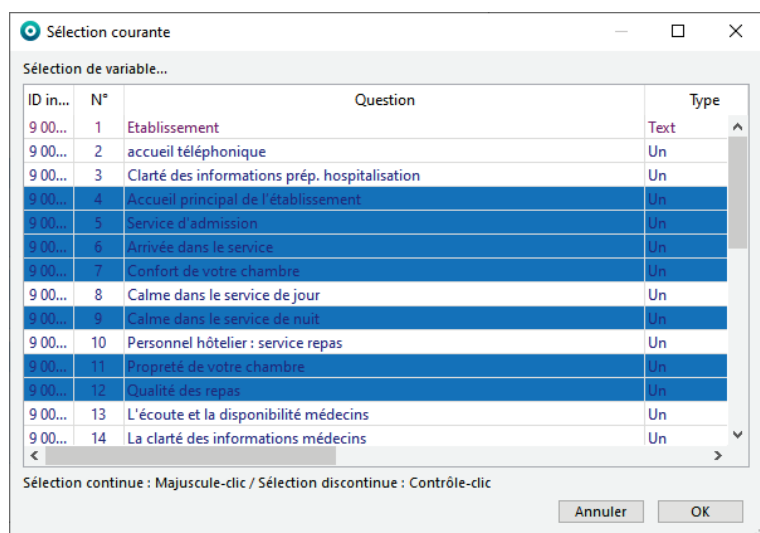 Sélection courante
Sélection de variable...
ID in... N° Question Type
9 00... 1 Etablissement Text
9 00... 2 accueil téléphonique Un
9 00... 3 Clarté des informations prép. hospitalisation Un
9 00... 4 Accueil principal de l'établissement Un
9 00... 5 Service d'admission Un
9 00... 6 Arrivée dans le service Un
9 00... 7 Confort de votre chambre Un
9 00... 8 Calme dans le service de jour Un
9 00... 9 Calme dans le service de nuit Un
9 00... 10 Personnel hôtelier : service repas Un
9 00... 11 Propreté de votre chambre Un
9 00... 12 Qualité des repas Un
9 00... 13 L'écoute et la disponibilité médecins Un
9 00... 14 La clarté des informations médecins Un
Sélection continue : Majuscule-clic / Sélection discontinue : Contrôle-clic
Annuler OK